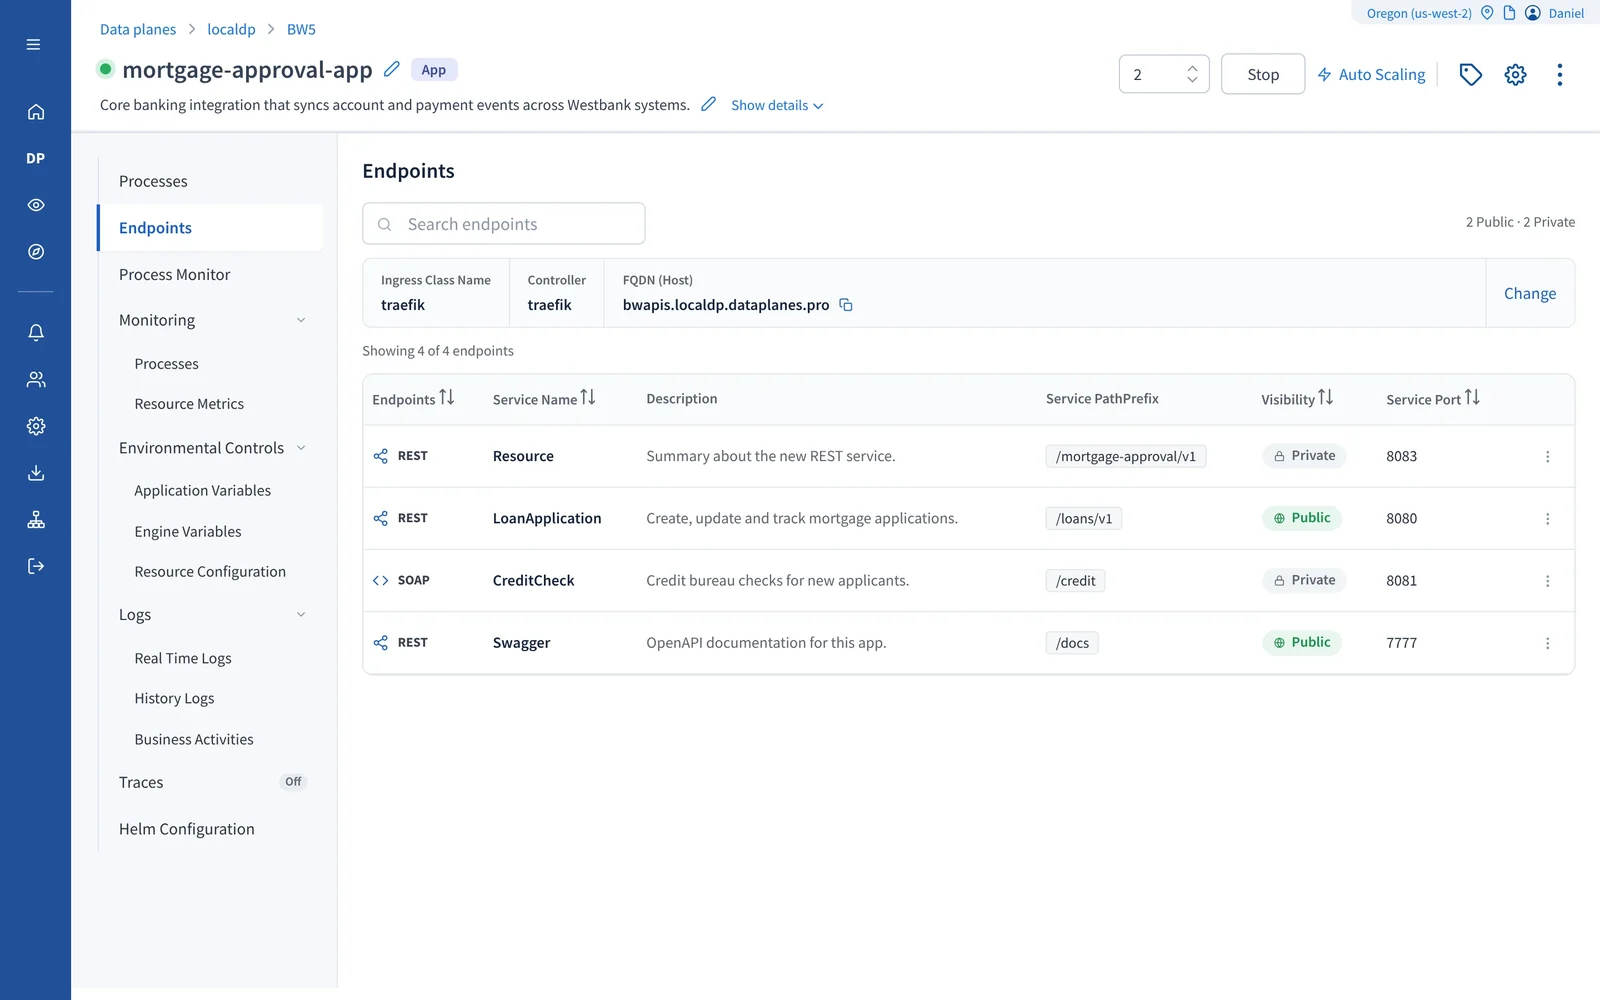 Oregon (us-west-2) Daniel
Data planes > localdp > BW5
mortgage-approval-app App
2 Stop Auto Scaling
Core banking integration that syncs account and payment events across Westbank systems. Show details
DP
Processes
Endpoints
Process Monitor
Monitoring
Processes
Resource Metrics
Environmental Controls
Application Variables
Engine Variables
Resource Configuration
Logs
Real Time Logs
History Logs
Business Activities
Traces Off
Helm Configuration
Endpoints
Search endpoints
2 Public · 2 Private
Ingress Class Name Controller FQDN (Host)
traefik traefik bwapis.localdp.dataplanes.pro Change
Showing 4 of 4 endpoints
Endpoints Service Name Description Service PathPrefix Visibility Service Port
REST Resource Summary about the new REST service. /mortgage-approval/v1 Private 8083
REST LoanApplication Create, update and track mortgage applications. /loans/v1 Public 8080
SOAP CreditCheck Credit bureau checks for new applicants. /credit Private 8081
REST Swagger OpenAPI documentation for this app. /docs Public 7777